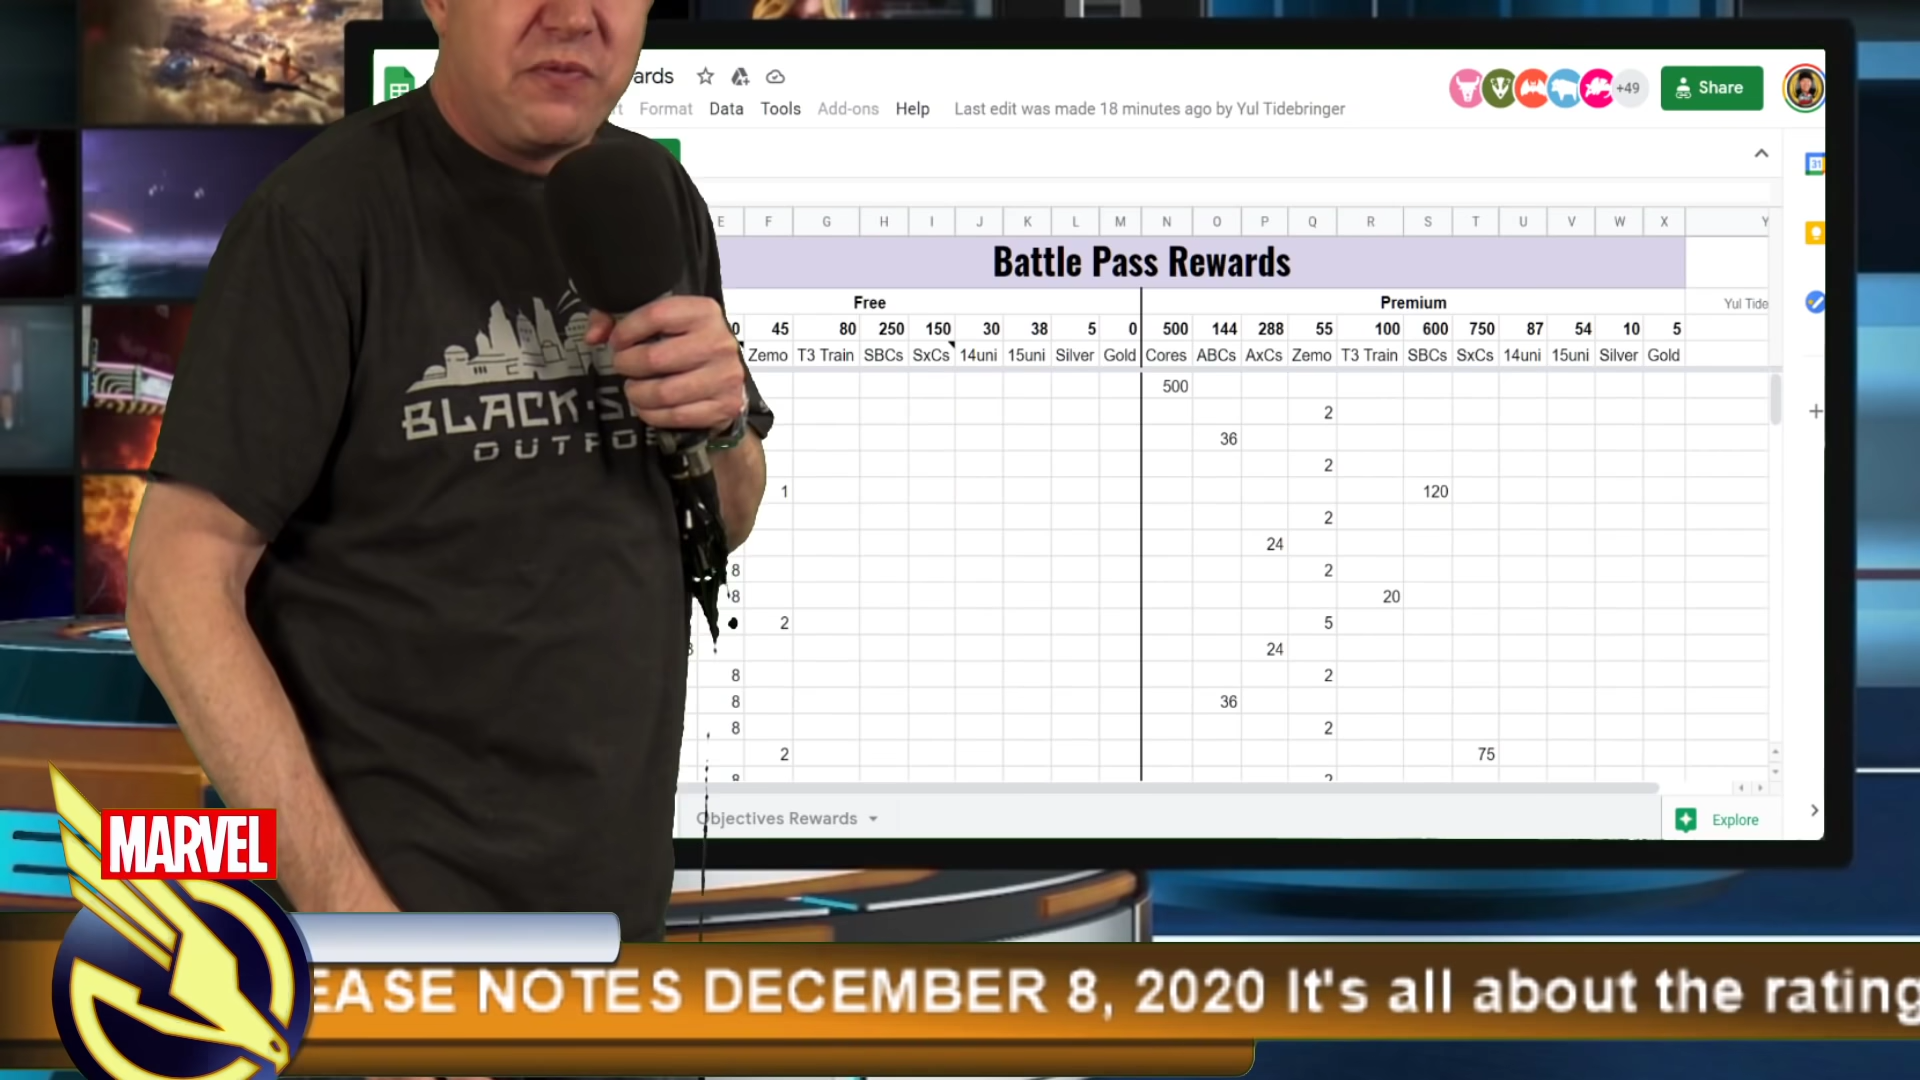 ards
Format Data Tools Add-ons Help Last edit was made 18 minutes ago by Yul Tidebringer
+49
Share
31
E F G H I J K L M N O P Q R S T U V W X Y
Battle Pass Rewards
Free Premium Yul Tide
0 45 80 250 150 30 38 5 0 500 144 288 55 100 600 750 87 54 10 5
Zemo T3 Train SBCs SxCs 14uni 15uni Silver Gold Cores ABCs AxCs Zemo T3 Train SBCs SxCs 14uni 15uni Silver Gold
500
2
36
2
1 120
2
24
8 2
8 20
2 5
24
8 2
8 36
8 2
2 75
8 2
Objectives Rewards
Explore
BLACK
OUTPOS
MARVEL
EASE NOTES DECEMBER 8, 2020 It's all about the rating